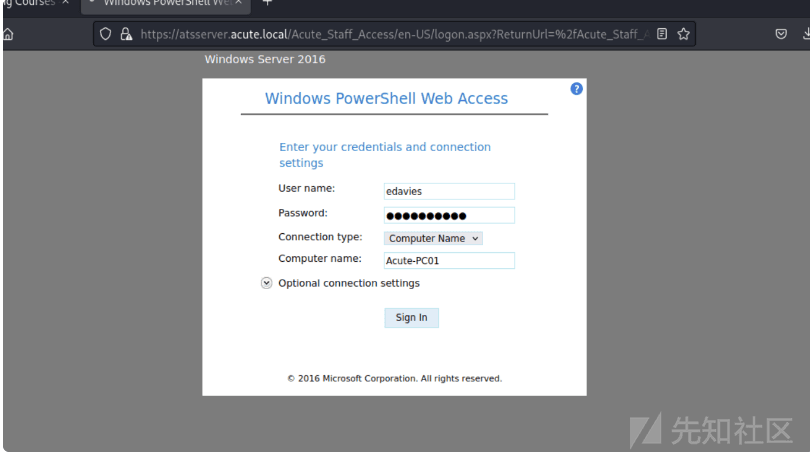 ng Courses ×
Windows PowerShell We ×
+
https://atsserver.acute.local/Acute_Staff_Access/en-US/logon.aspx?ReturnUrl=%2fAcute_Staff_A
Windows Server 2016
Windows PowerShell Web Access
?
Enter your credentials and connection
settings
User name: edavies
Password: ●●●●●●●●●●
Connection type: Computer Name
Computer name: Acute-PC01
Optional connection settings
Sign In
© 2016 Microsoft Corporation. All rights reserved.
先知社区